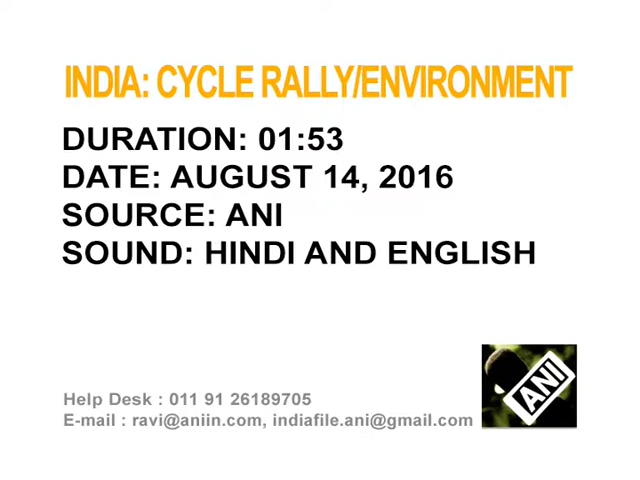 INDIA: CYCLE RALLY/ENVIRONMENT
DURATION: 01:53
DATE: AUGUST 14, 2016
SOURCE: ANI
SOUND: HINDI AND ENGLISH
ANI
Help Desk : 011 91 26189705
E-mail : ravi@aniin.com, indiafile.ani@gmail.com